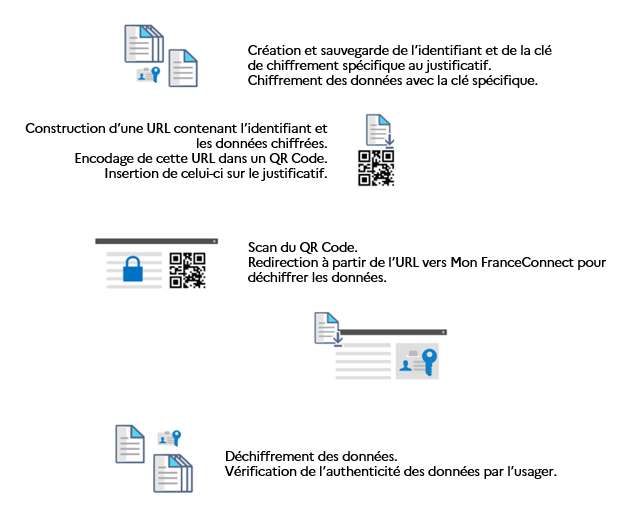 Création et sauvegarde de l'identifiant et de la clé
de chiffrement spécifique au justificatif.
Chiffrement des données avec la clé spécifique.
Construction d'une URL contenant l'identifiant et
les données chiffrées.
Encodage de cette URL dans un QR Code.
Insertion de celui-ci sur le justificatif.
Scan du QR Code.
Redirection à partir de l'URL vers Mon FranceConnect pour
déchiffrer les données.
Déchiffrement des données.
Vérification de l'authenticité des données par l'usager.